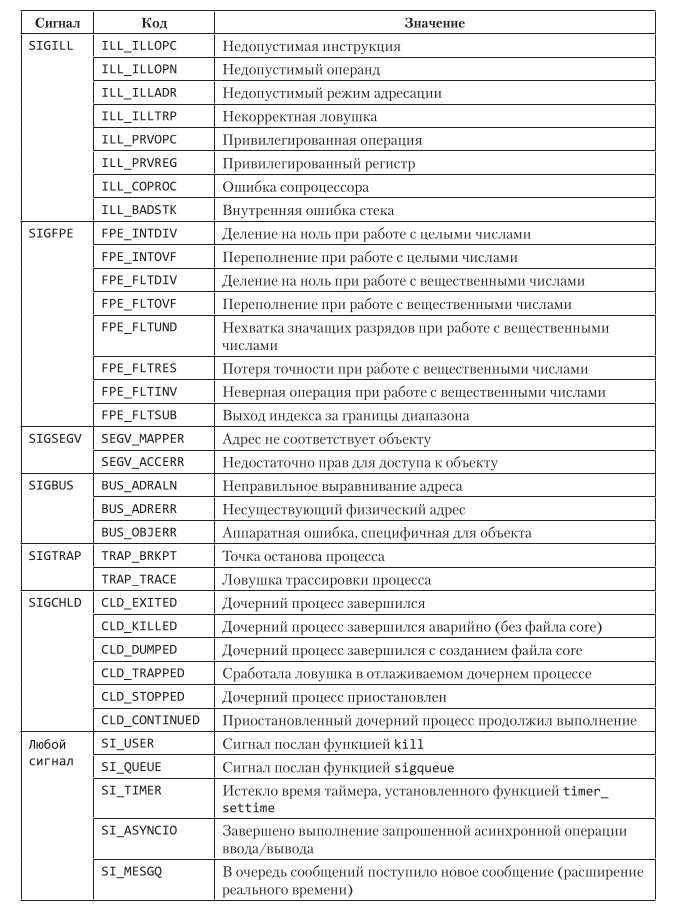 Сигнал Код Значение
SIGILL ILL_ILLOPC Недопустимая инструкция
ILL_ILLOPN Недопустимый операнд
ILL_ILLADR Недопустимый режим адресации
ILL_ILLTRP Некорректная ловушка
ILL_PRVOPC Привилегированная операция
ILL_PRVREG Привилегированный регистр
ILL_COPROC Ошибка сопроцессора
ILL_BADSTK Внутренняя ошибка стека
SIGFPE FPE_INTDIV Деление на ноль при работе с целыми числами
FPE_INTOVF Переполнение при работе с целыми числами
FPE_FLTDIV Деление на ноль при работе с вещественными числами
FPE_FLTOVF Переполнение при работе с вещественными числами
FPE_FLTUND Нехватка значащих разрядов при работе с вещественными
числами
FPE_FLTRES Потеря точности при работе с вещественными числами
FPE_FLTINV Неверная операция при работе с вещественными числами
FPE_FLTSUB Выход индекса за границы диапазона
SIGSEGV SEGV_MAPPER Адрес не соответствует объекту
SEGV_ACCERR Недостаточно прав для доступа к объекту
SIGBUS BUS_ADRALN Неправильное выравнивание адреса
BUS_ADRERR Несуществующий физический адрес
BUS_OBJERR Аппаратная ошибка, специфичная для объекта
SIGTRAP TRAP_BRKPT Точка останова процесса
TRAP_TRACE Ловушка трассировки процесса
SIGCHLD CLD_EXITED Дочерний процесс завершился
CLD_KILLED Дочерний процесс завершился аварийно (без файла core)
CLD_DUMPED Дочерний процесс завершился с созданием файла core
CLD_TRAPPED Сработала ловушка в отлаживаемом дочернем процессе
CLD_STOPPED Дочерний процесс приостановлен
CLD_CONTINUED Приостановленный дочерний процесс продолжил выполнение
Любой SI_USER Сигнал послан функцией kill
сигнал SI_QUEUE Сигнал послан функцией sigqueue
SI_TIMER Истекло время таймера, установленного функцией timer_
settime
SI_ASYNCIO Завершено выполнение запрошенной асинхронной операции
ввода/вывода
SI_MESGQ В очередь сообщений поступило новое сообщение (расширение
реального времени)